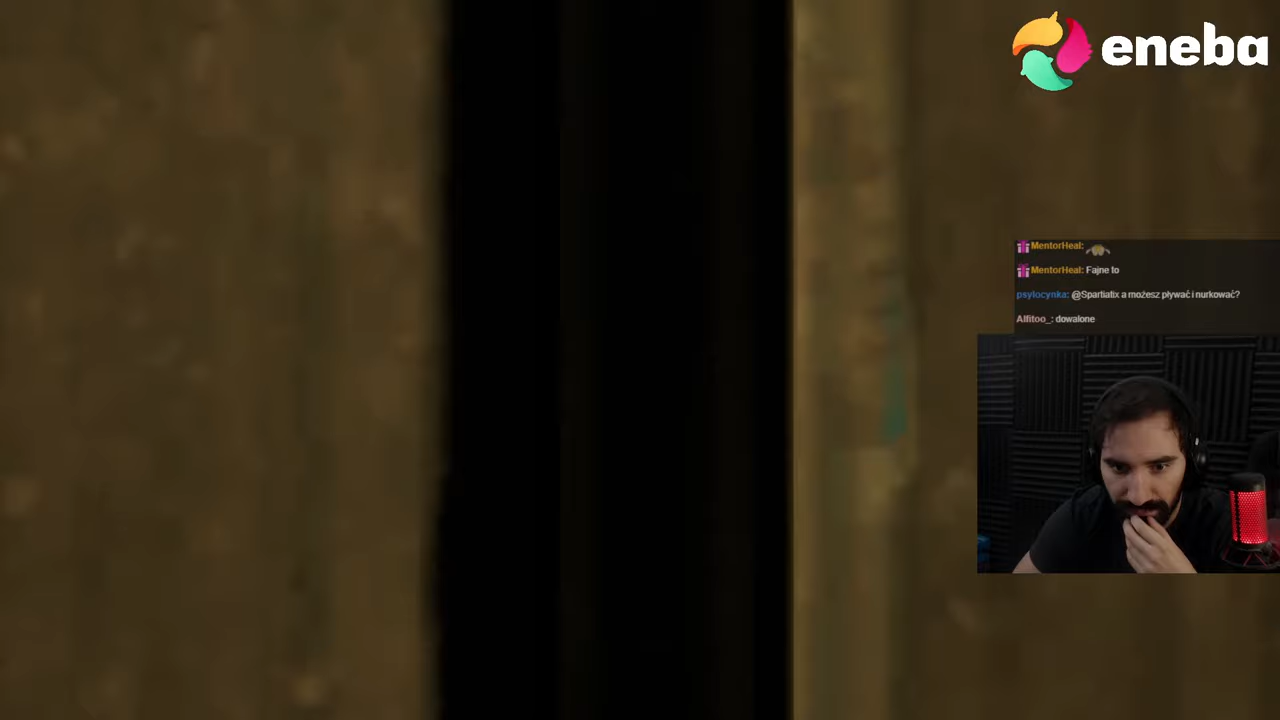 eneba
MentorHeal:
MentorHeal: Fajne to
psylocynka: @Spartiatix a możesz pływać i nurkować?
Alfitoo_: dowalone